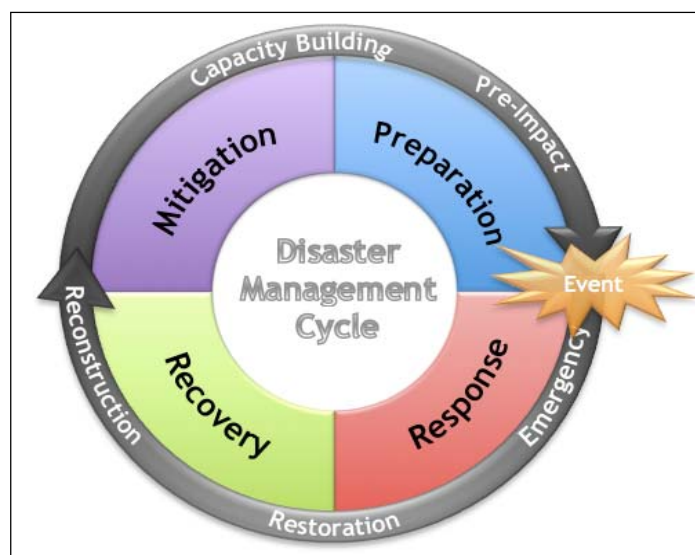 Capacity Building
Pre-Impact
Mitigation
Preparation
Disaster
Management
Cycle
Event
Reconstruction
Recovery
Response
Emergency
Restoration